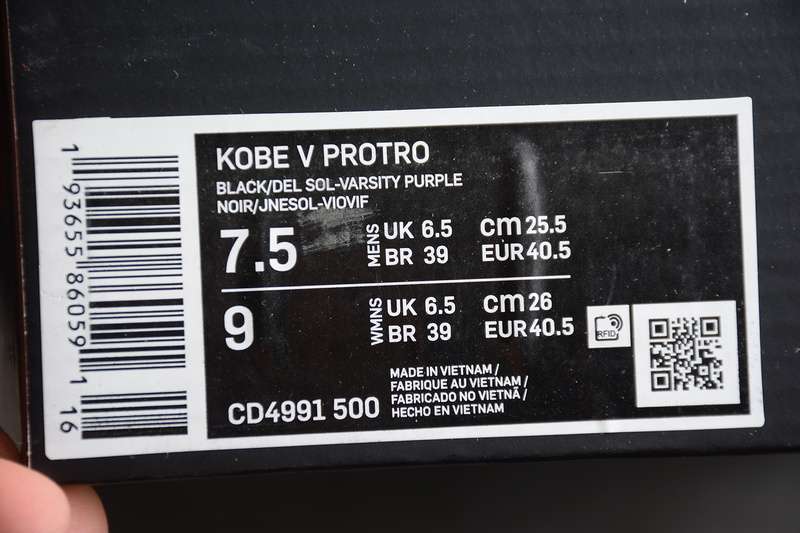 KOBE V PROTRO
BLACK/DEL SOL-VARSITY PURPLE
NOIR/JNESOL-VIOVIF
7.5 MENS UK 6.5 cm 25.5
BR 39 EUR 40.5
9 WMNS UK 6.5 cm 26
BR 39 EUR 40.5
RFID
MADE IN VIETNAM /
FABRIQUE AU VIETNAM /
FABRICADO NO VIETNÃ /
HECHO EN VIETNAM
CD4991 500
1 93655 86059 1 16